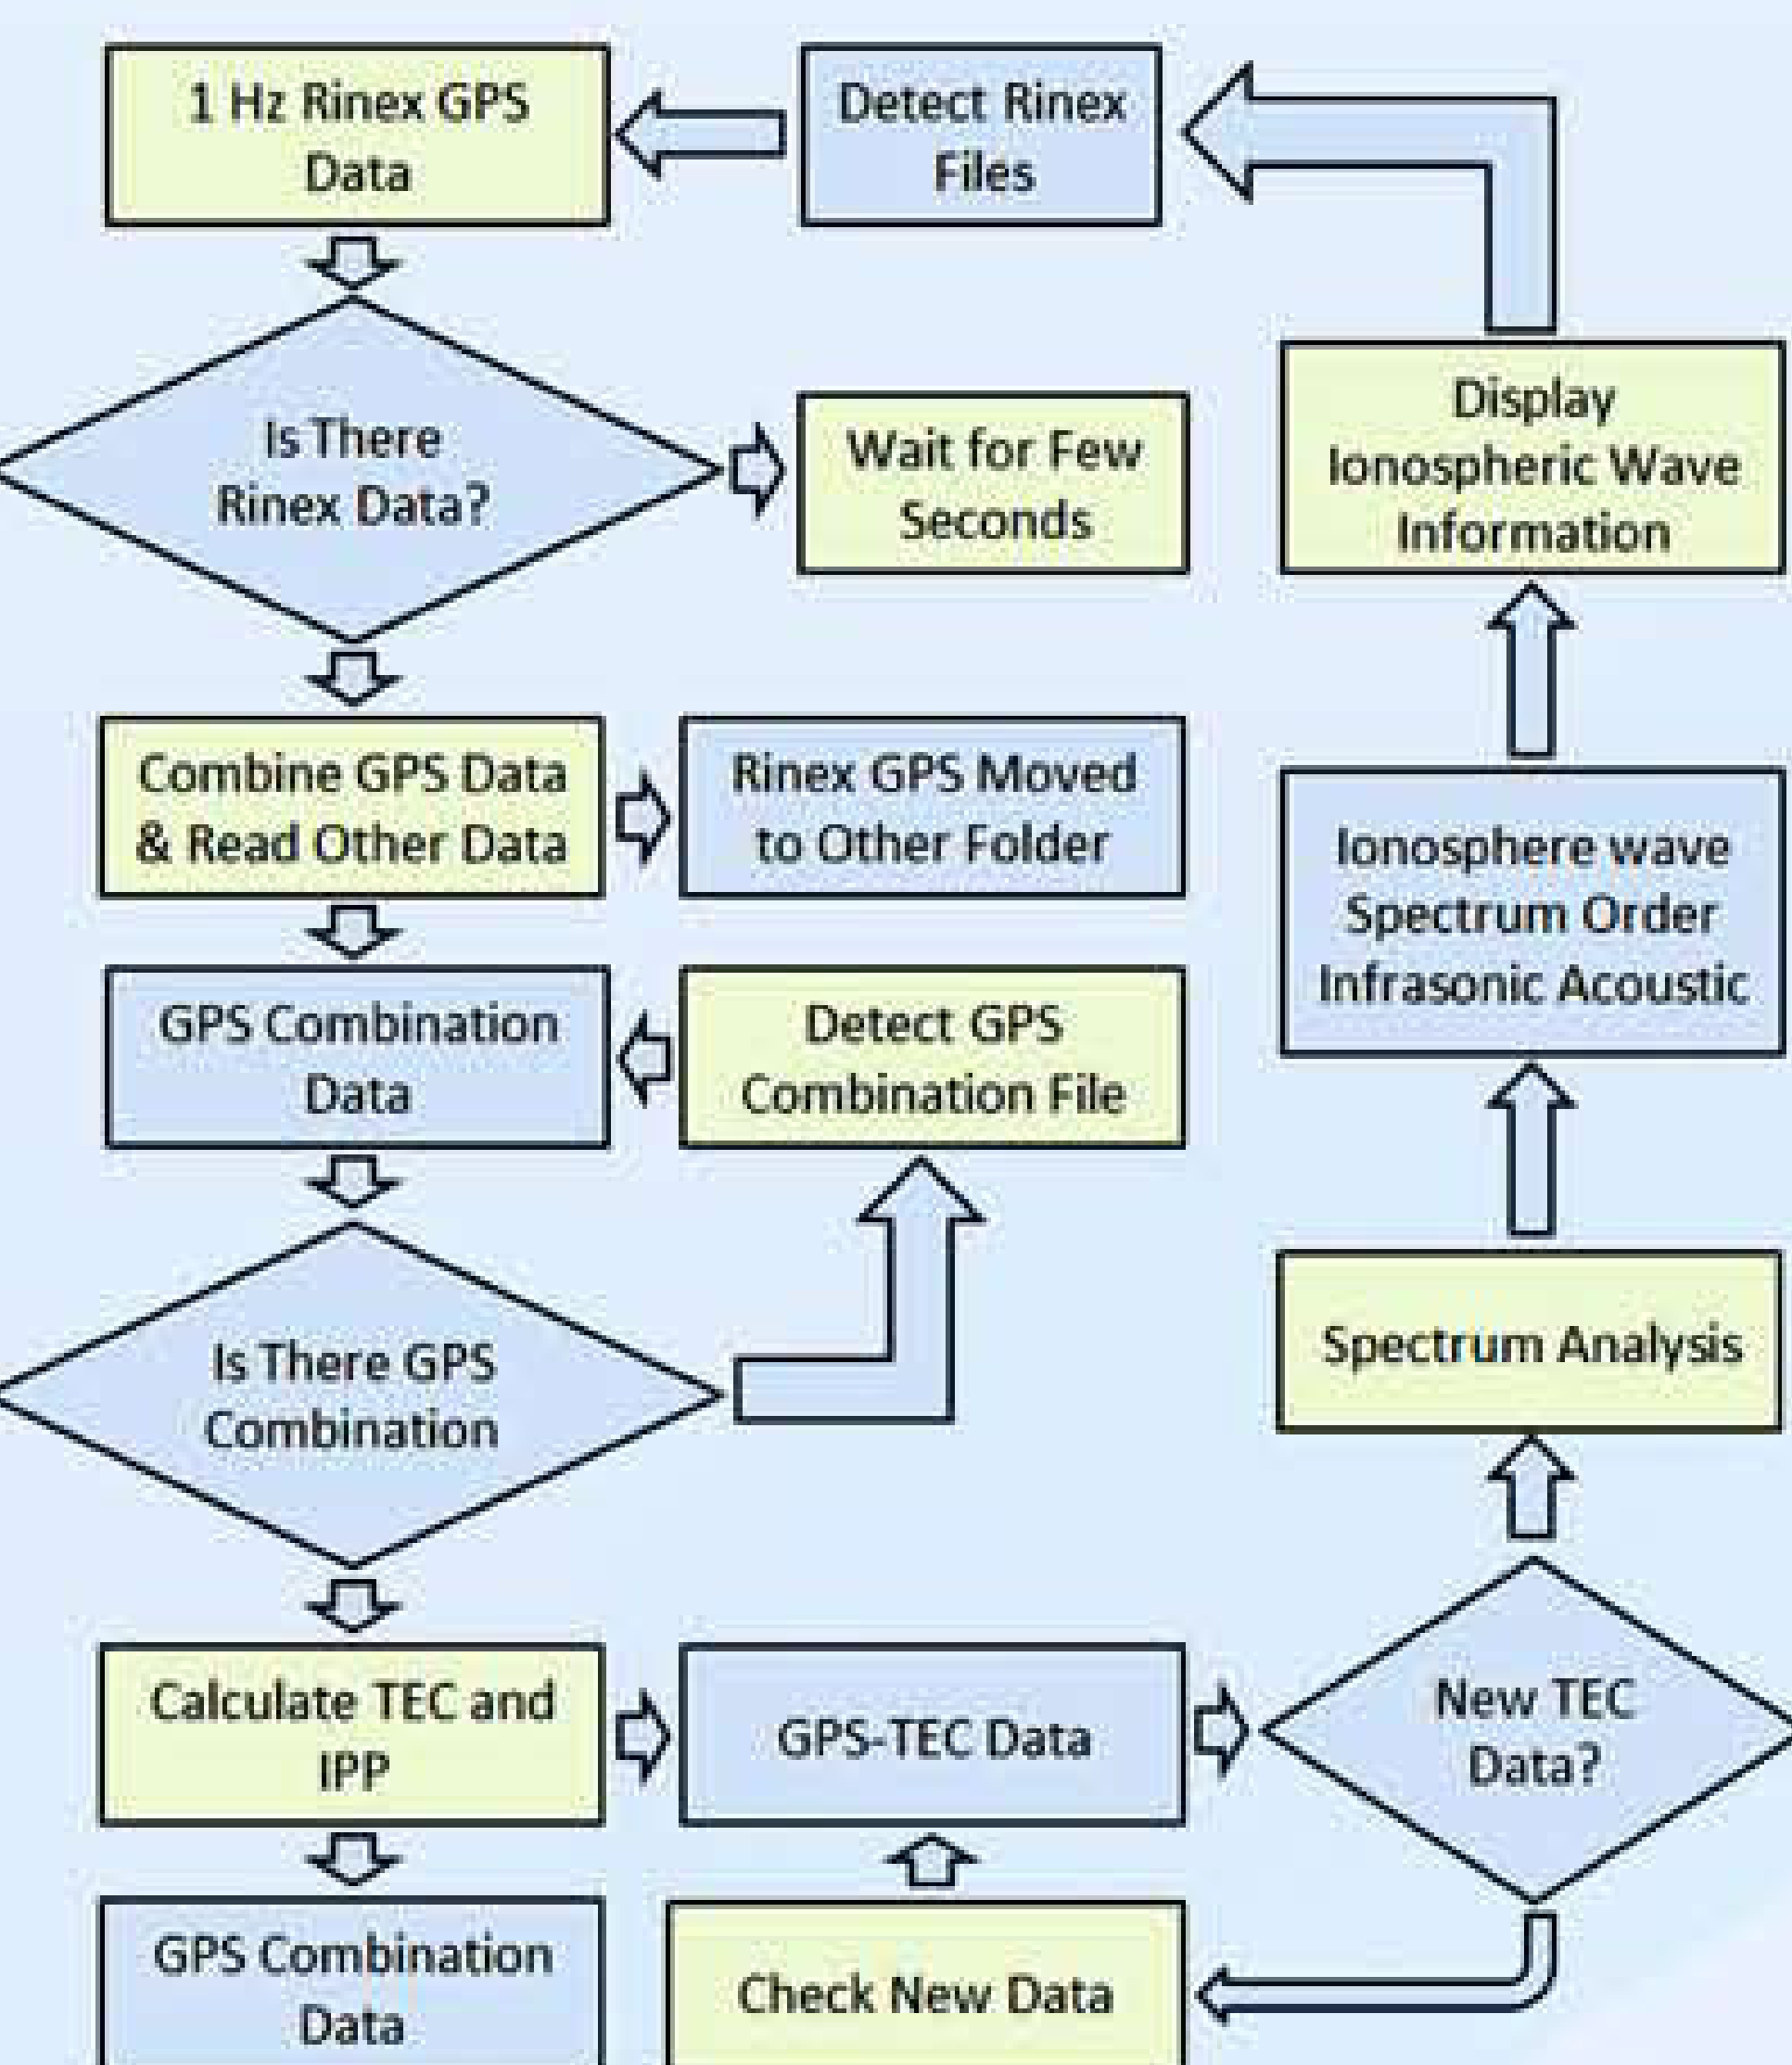 1 Hz Rinex GPS
Data
Detect Rinex
Files
Is There
Rinex Data?
Wait for Few
Seconds
Display
Ionospheric Wave
Information
Combine GPS Data
& Read Other Data
Rinex GPS Moved
to Other Folder
Ionosphere wave
Spectrum Order
Infrasonic Acoustic
GPS Combination
Data
Detect GPS
Combination File
Is There GPS
Combination
Spectrum Analysis
Calculate TEC and
IPP
GPS-TEC Data
New TEC
Data?
GPS Combination
Data
Check New Data